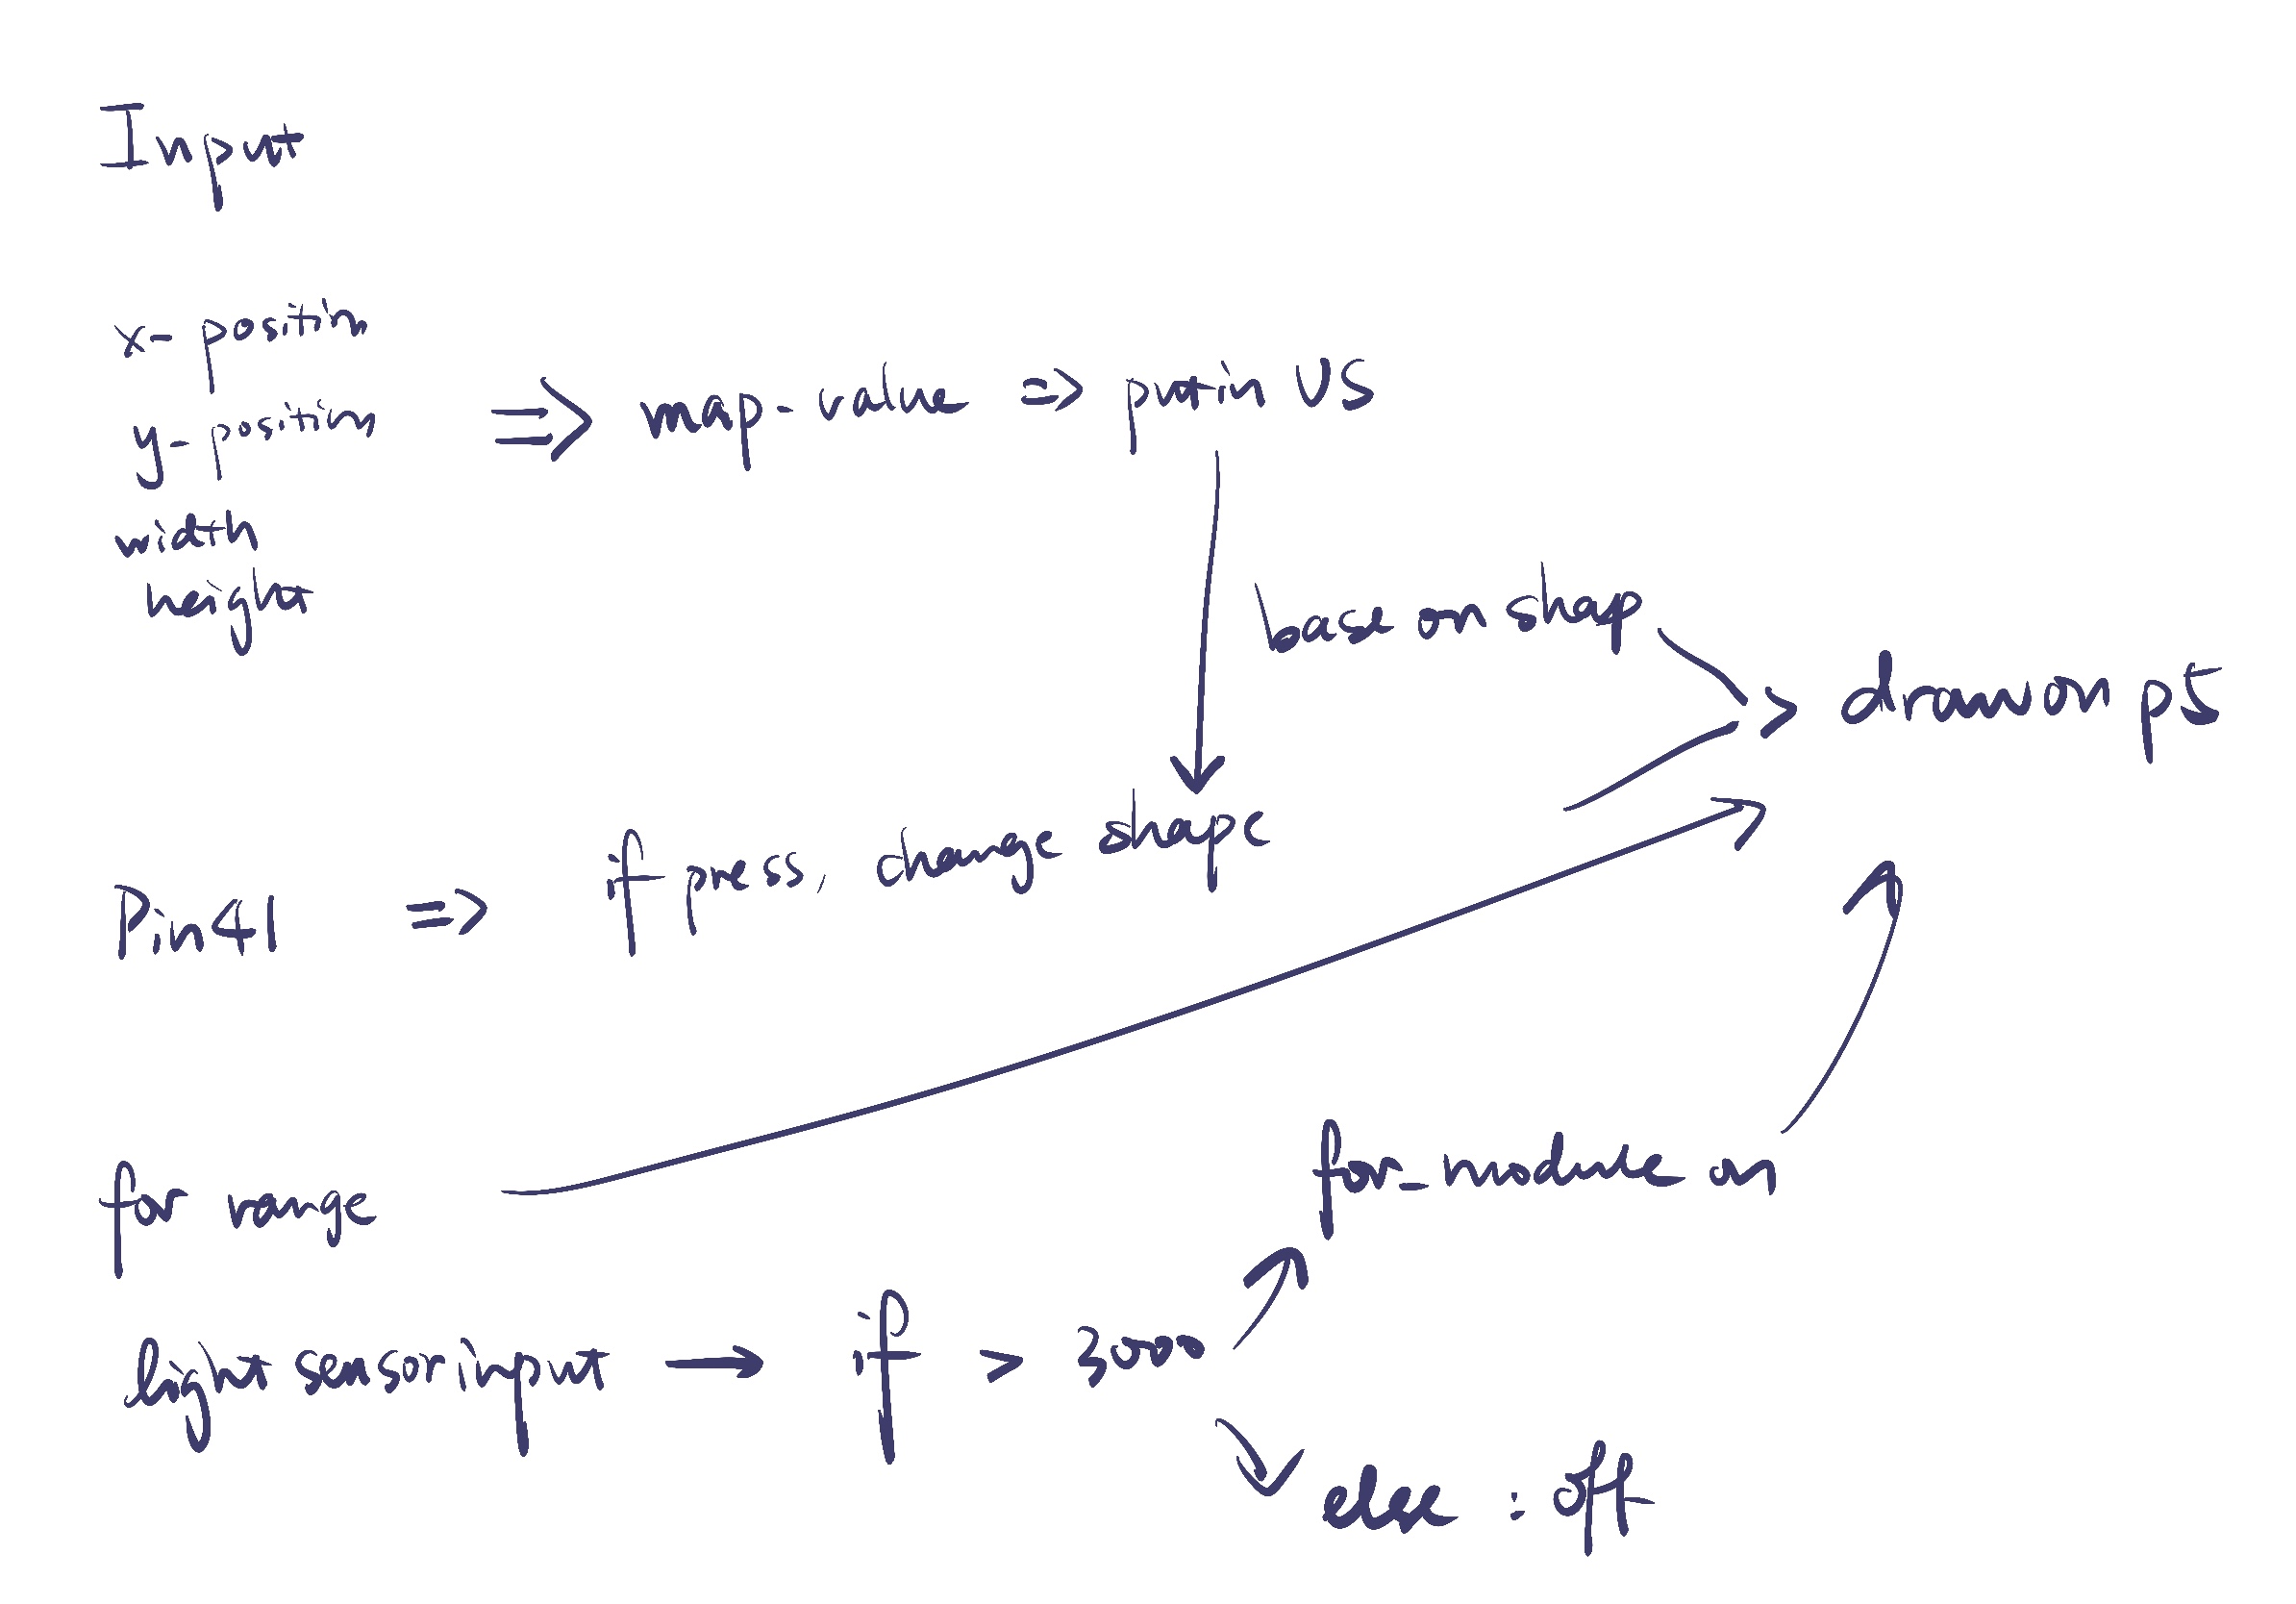 Input
x-position
y-position
width
height
⇒ map-value ⇒ put in VS
base on shap
draw on p5
Pin41 ⇒ if press, change shape
for range
for_module on
light sensor input → if > 3000
else : off